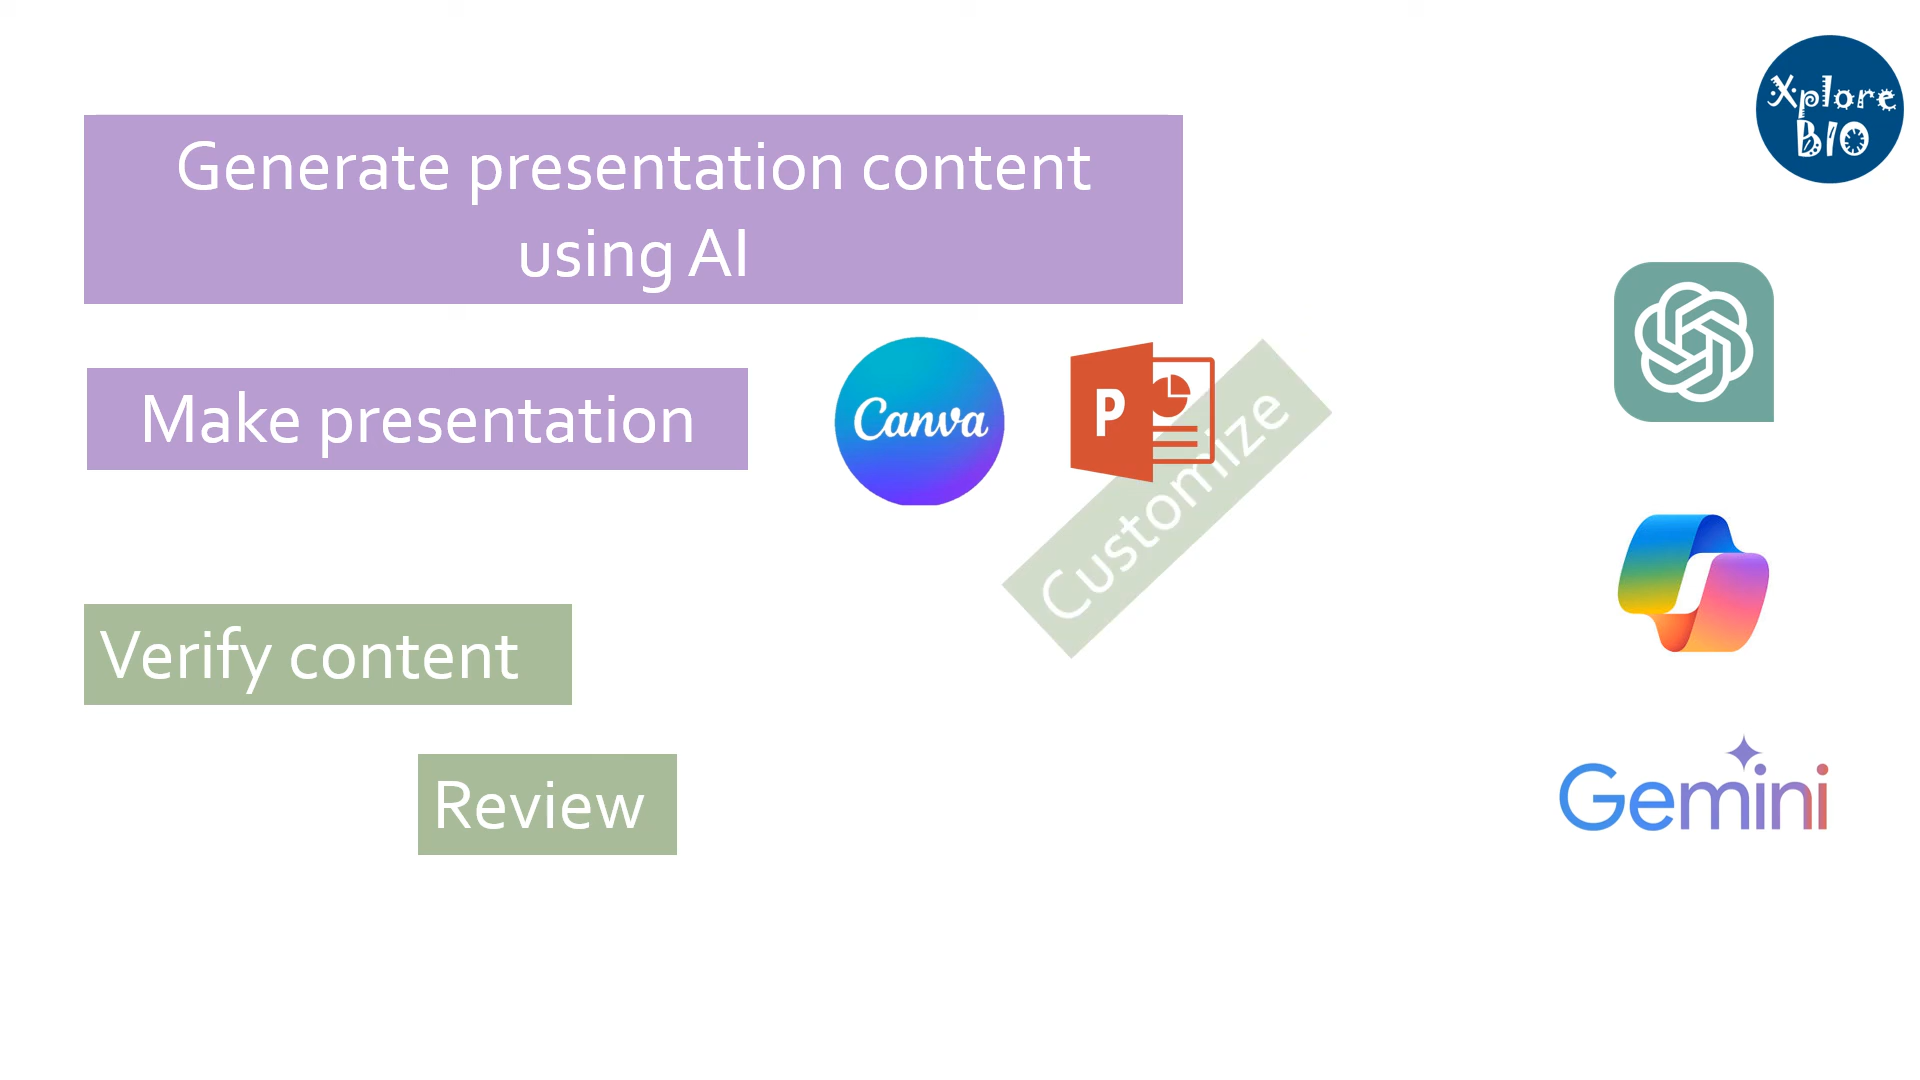 Xplore
BIO
Generate presentation content
using AI
Make presentation
Canva
P
Customize
Verify content
Review
Gemini